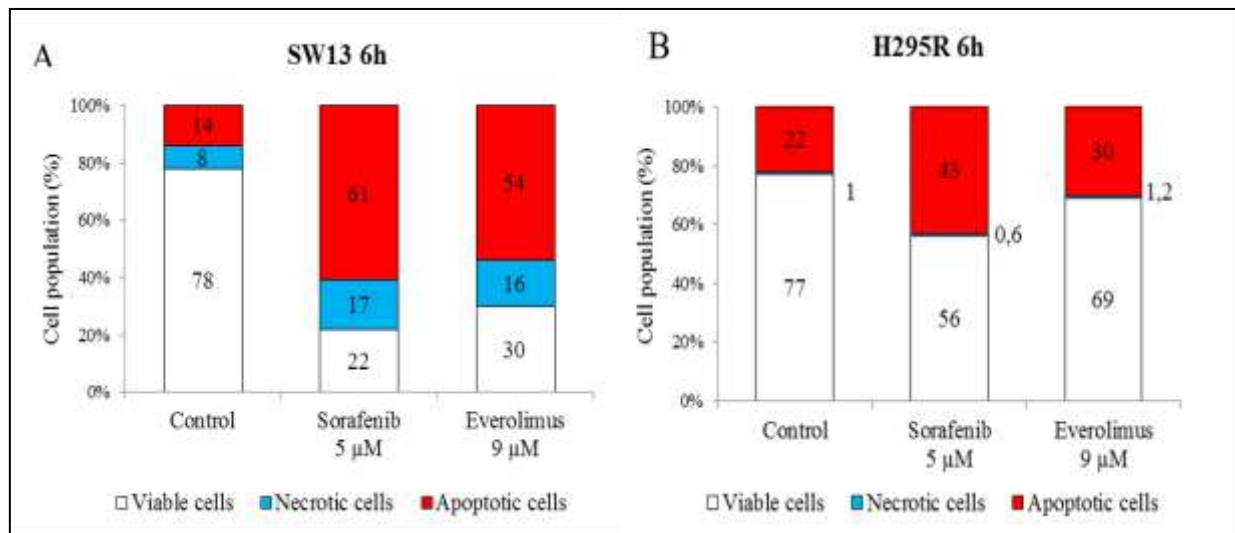 A
SW13 6h
Cell population (%)
100%
80%
60%
40%
20%
0%
14
8
78
61
17
22
54
16
30
Control
Sorafenib
5 µM
Everolimus
9 µM
Viable cells
Necrotic cells
Apoptotic cells
B
H295R 6h
Cell population (%)
100%
80%
60%
40%
20%
0%
22
1
77
43
0,6
56
30
1,2
69
Control
Sorafenib
5 µM
Everolimus
9 µM
Viable cells
Necrotic cells
Apoptotic cells